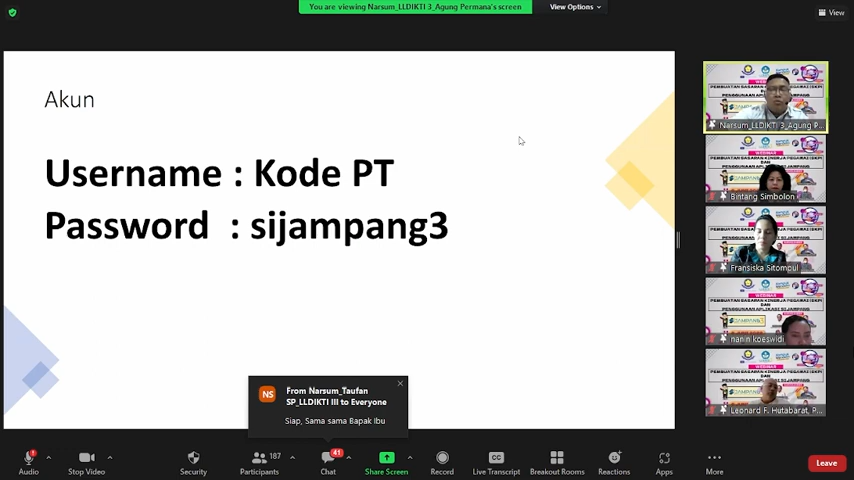 You are viewing Narsum_LLDIKTI 3_Agung Permana's screen
View Options
View
Akun
Username : Kode PT
Password : sijampang3
Narsum_LLDIKTI 3_Agung P...
Bintang Simbolon
Fransiska Sitompul
nanin koeswidi
Leonard F. Hutabarat, P...
NS
From Narsum_Taufan
SP_LLDIKTI III to Everyone
Siap, Sama sama Bapak Ibu
187
41
CC
Audio
Stop Video
Security
Participants
Chat
Share Screen
Record
Live Transcript
Breakout Rooms
Reactions
Apps
More
Leave